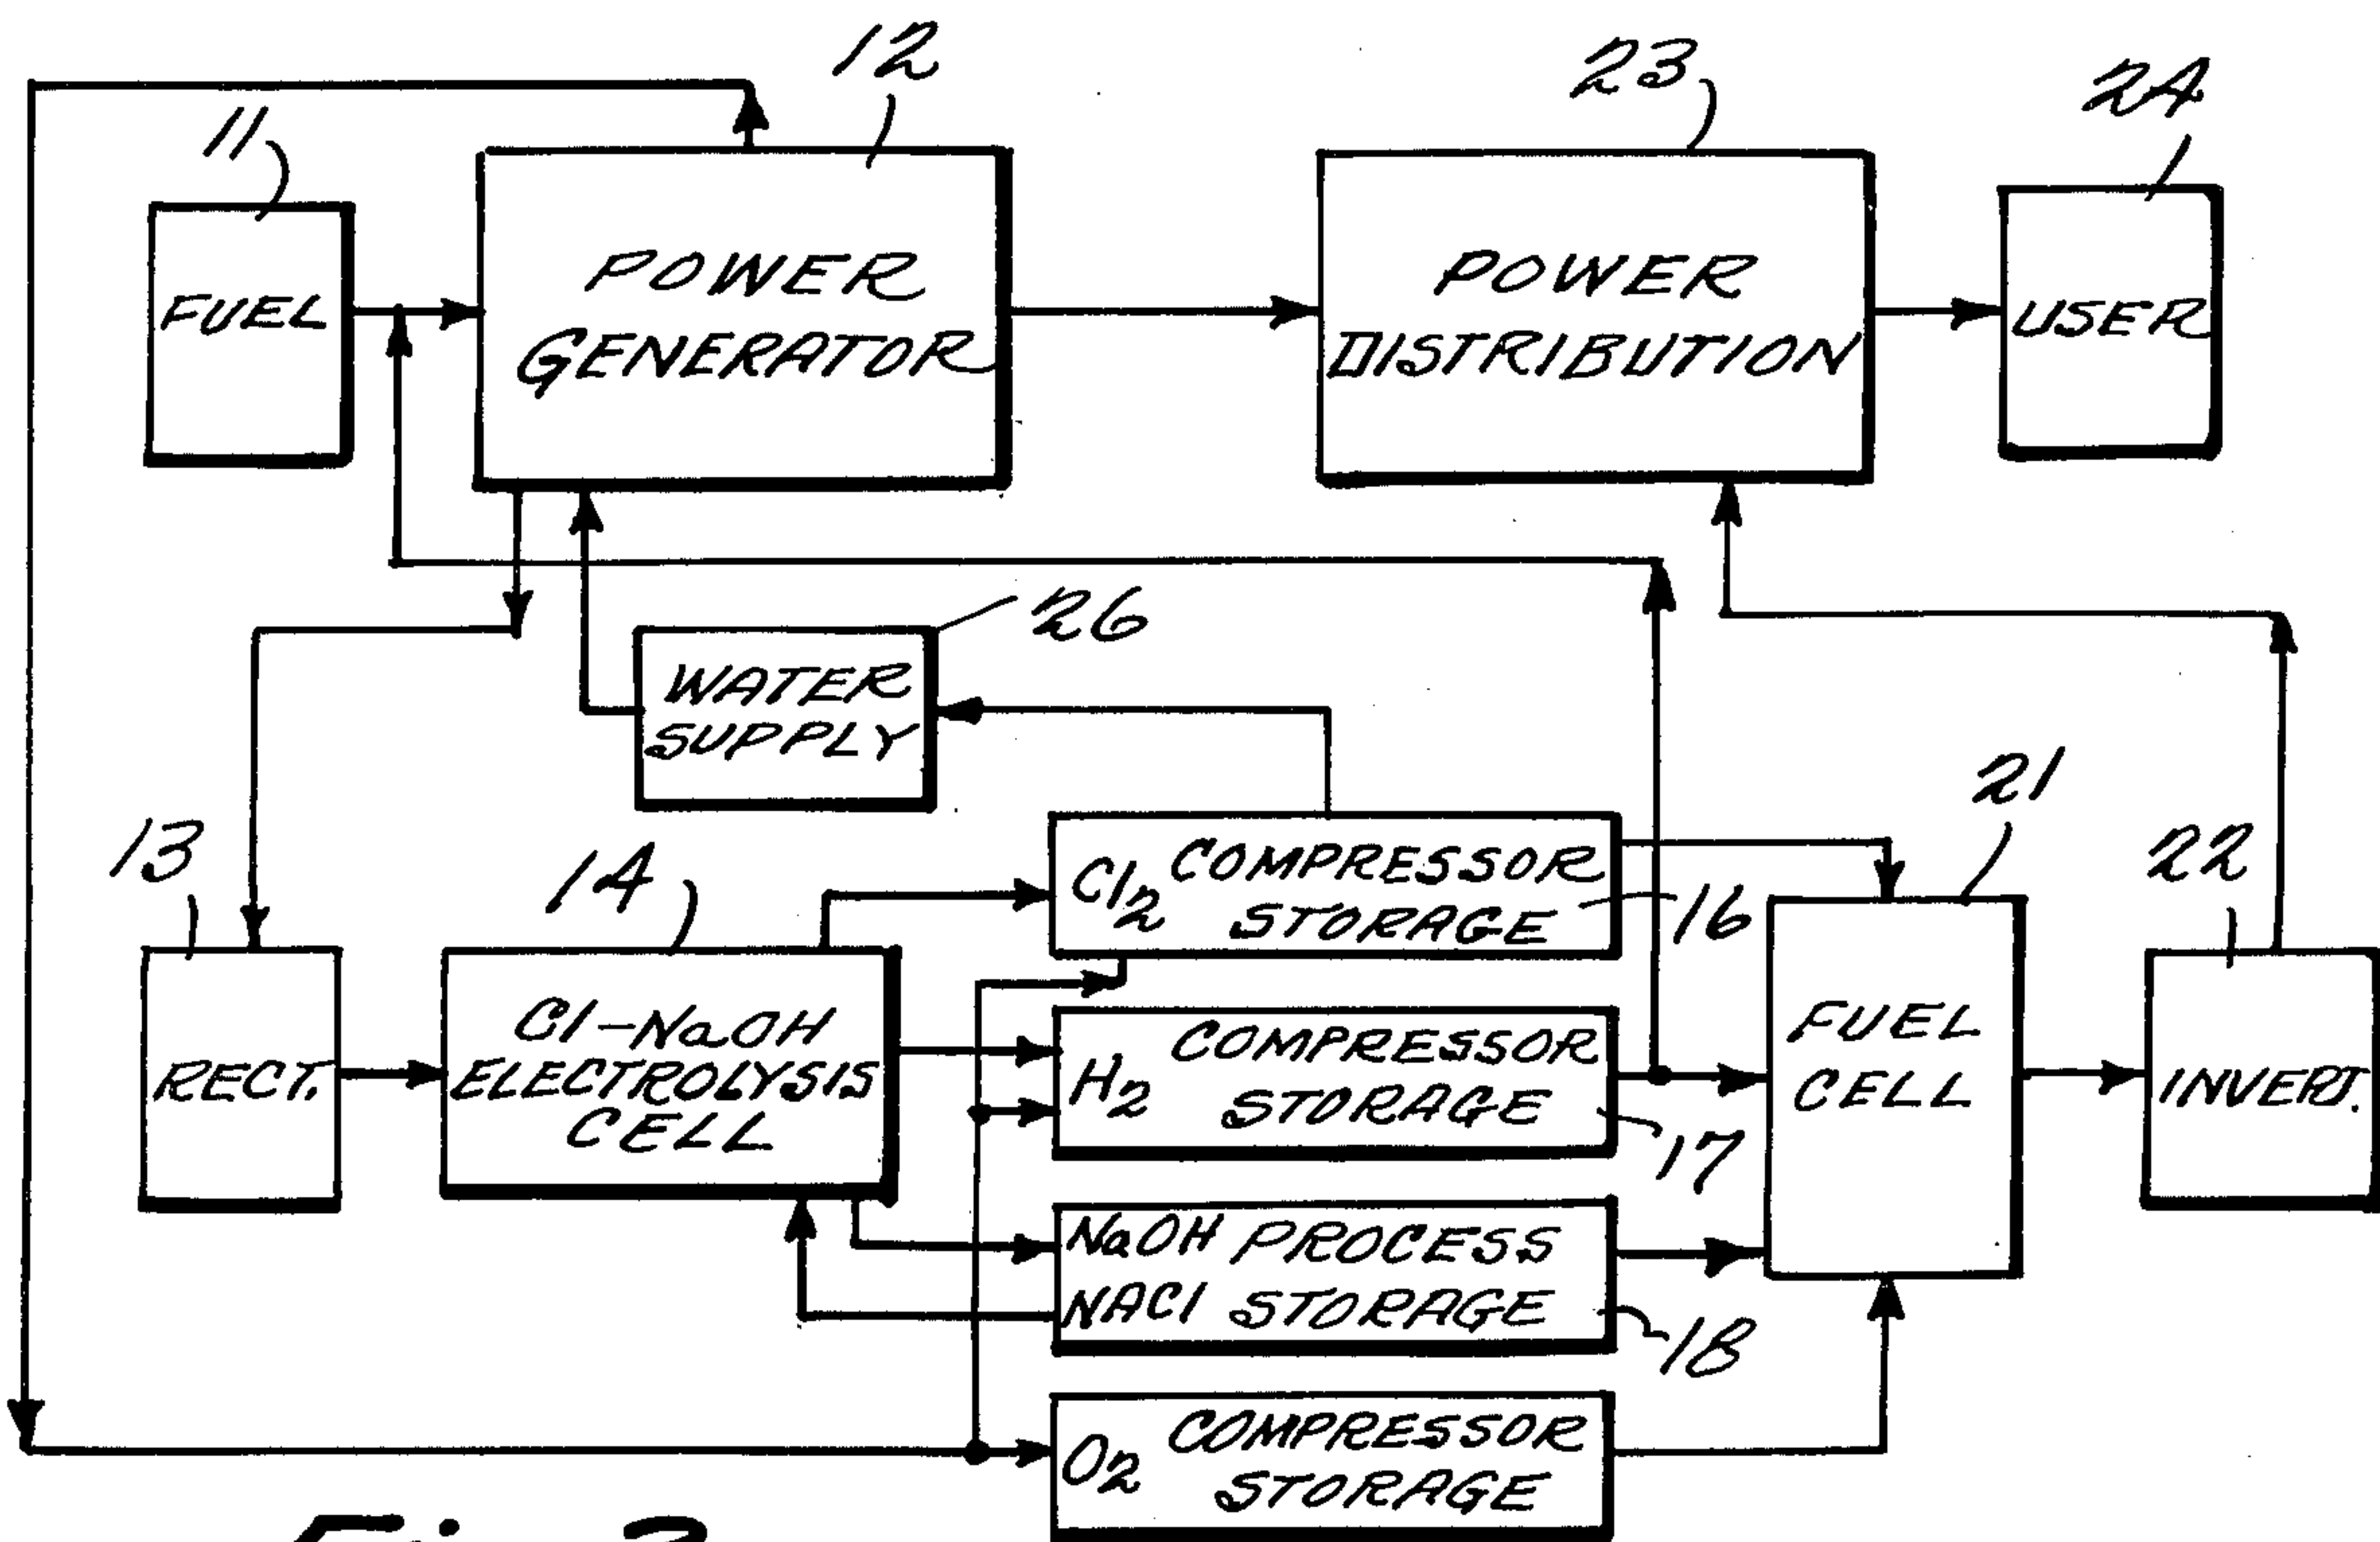 12
23
24
11
FUEL
POWER
GENERATOR
POWER
DISTRIBUTION
USER
26
WATER
SUPPLY
21
13
14
22
Cl2 COMPRESSOR
STORAGE
16
RECT.
Cl-NaOH
ELECTROLYSIS
CELL
H2 COMPRESSOR
STORAGE
17
FUEL
CELL
INVERT.
NaOH PROCESS
NACl STORAGE
18
O2 COMPRESSOR
STORAGE